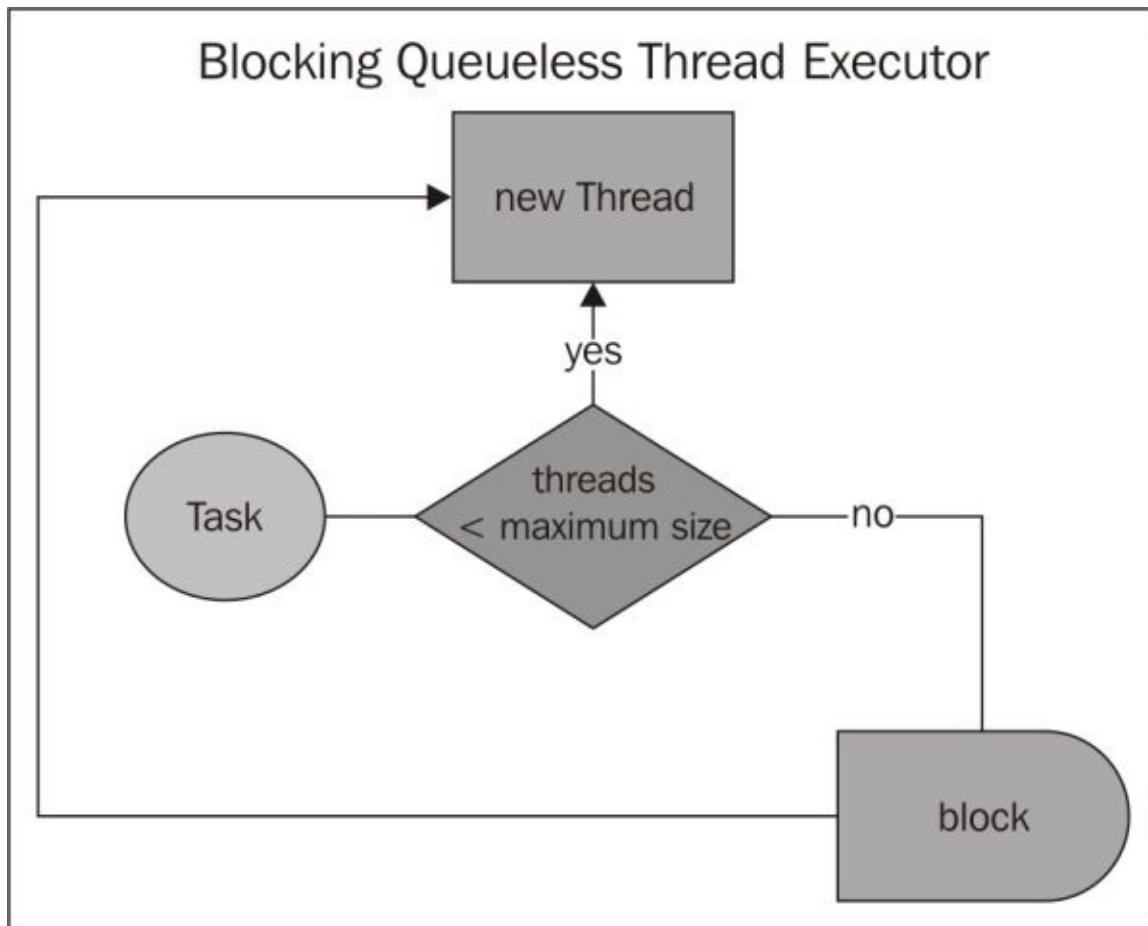 Blocking Queueless Thread Executor
new Thread
yes
Task
threads
< maximum size
no
block